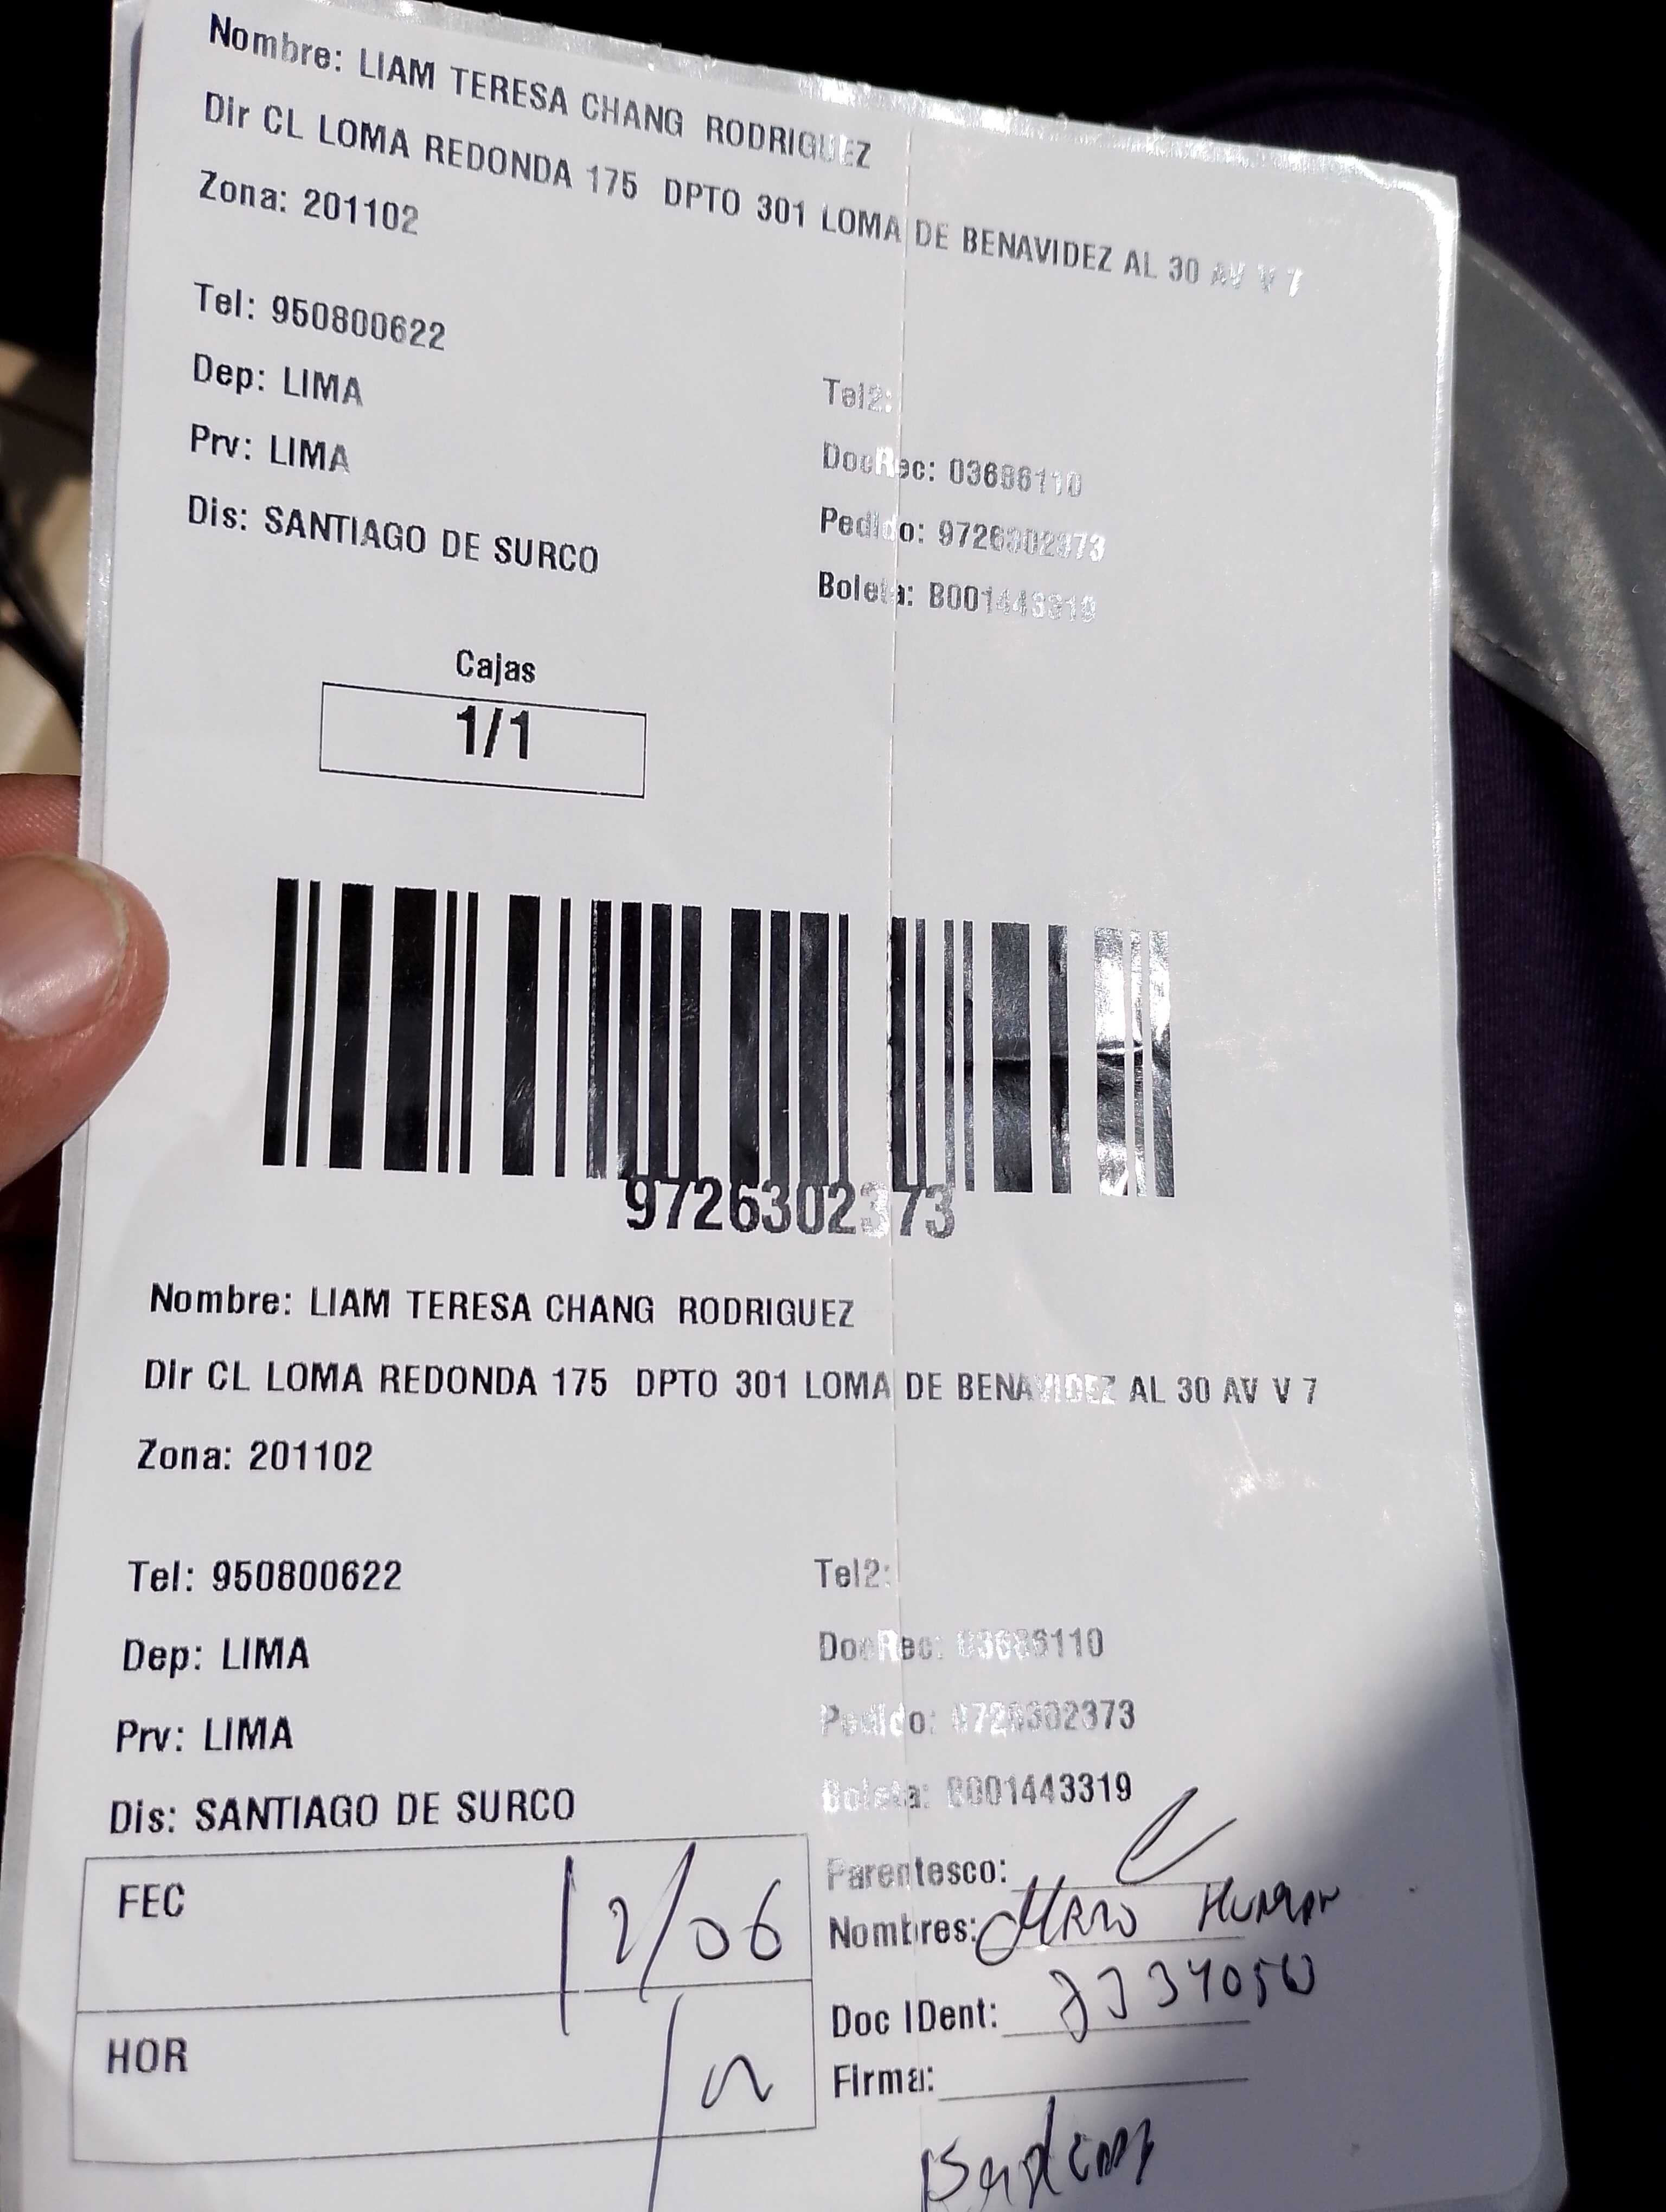 Nombre: LIAM TERESA CHANG RODRIGUEZ
Dir CL LOMA REDONDA 175 DPTO 301 LOMA DE BENAVIDEZ AL 30 AV V 7
Zona: 201102
Tel: 950800622
Tel2:
Dep: LIMA
DocRec: 03686110
Prv: LIMA
Pedido: 9726302373
Dis: SANTIAGO DE SURCO
Boleta: B001443319
Cajas
1/1
9726302373
Nombre: LIAM TERESA CHANG RODRIGUEZ
Dir CL LOMA REDONDA 175 DPTO 301 LOMA DE BENAVIDEZ AL 30 AV V 7
Zona: 201102
Tel: 950800622
Tel2:
Dep: LIMA
DocRec: 03686110
Prv: LIMA
Pedido: 9726302373
Dis: SANTIAGO DE SURCO
Boleta: B001443319
FEC 12/06
Parentesco:
Nombres:
Doc IDent:
HOR
Firma: